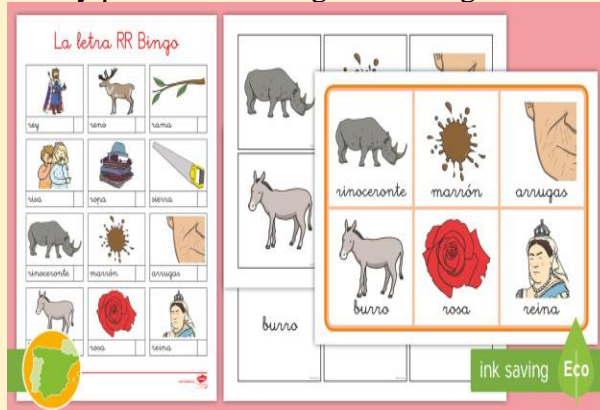 La letra RR Bingo
rey reno rama
risa ropa sierra
rinoceronte marrón arrugas
rosa reina
burro
rinoceronte marrón arrugas
burro rosa reina
ink saving Eco